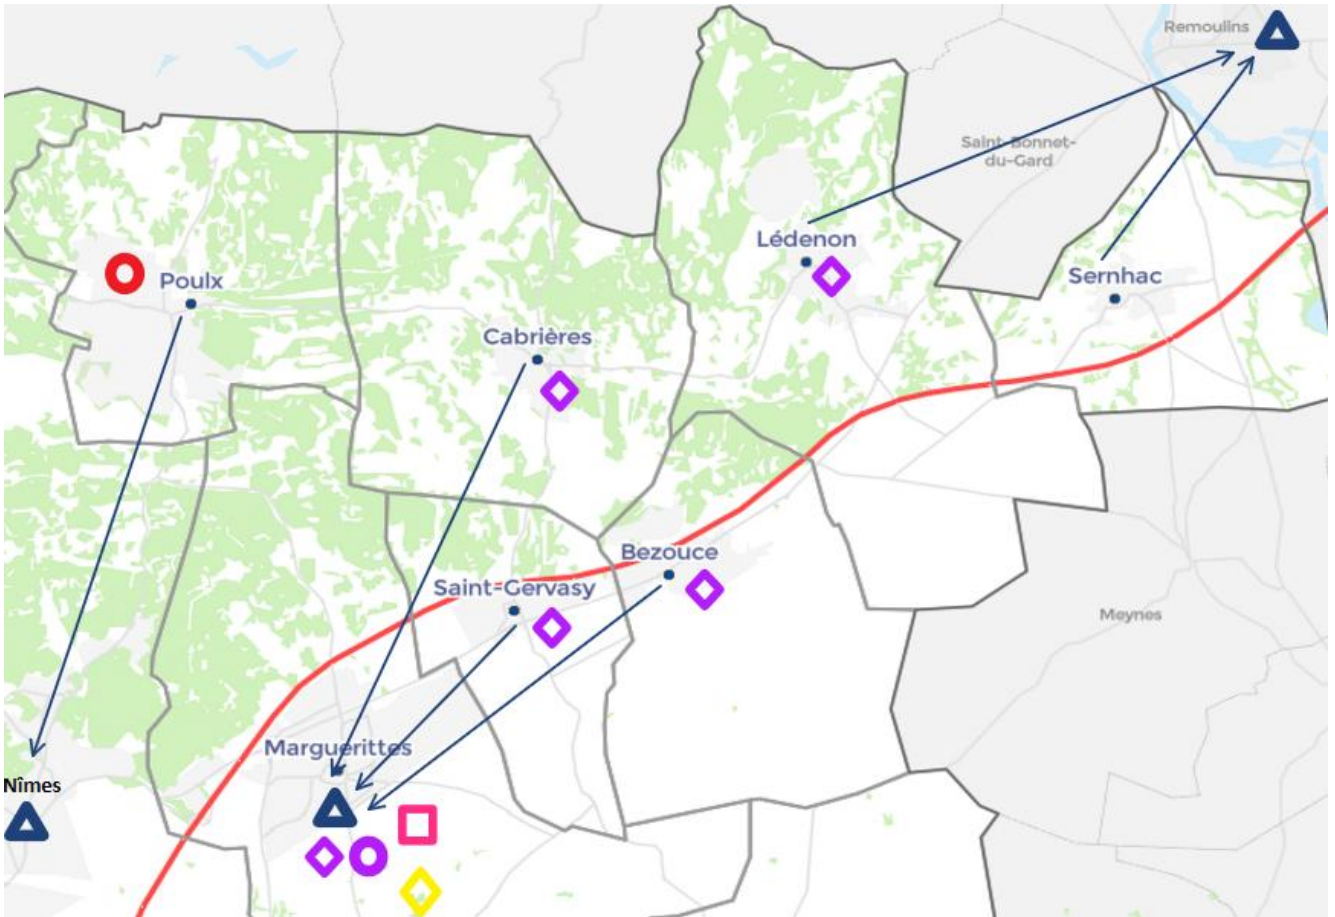 Remoulins
Saint-Bonnet-
du-Gard
Lédenon
Sernhac
Poulx
Cabrières
Bezouce
Saint-Gervasy
Meynes
Marguerittes
Nîmes